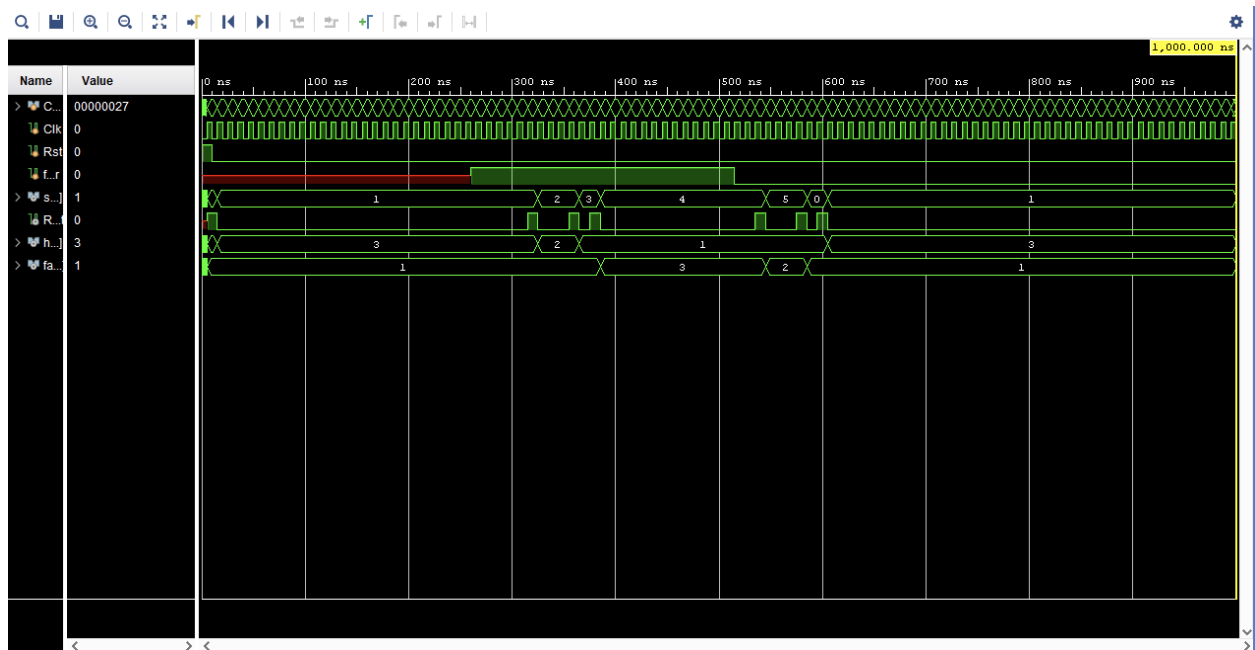 1,000.000 ns
Name Value 0 ns 100 ns 200 ns 300 ns 400 ns 500 ns 600 ns 700 ns 800 ns 900 ns
C... 00000027
Clk 0
Rst 0
f...r 0
s...] 1 1 2 3 4 5 0 1
R... 0
h...] 3 3 2 1 3
fa... 1 1 3 2 1